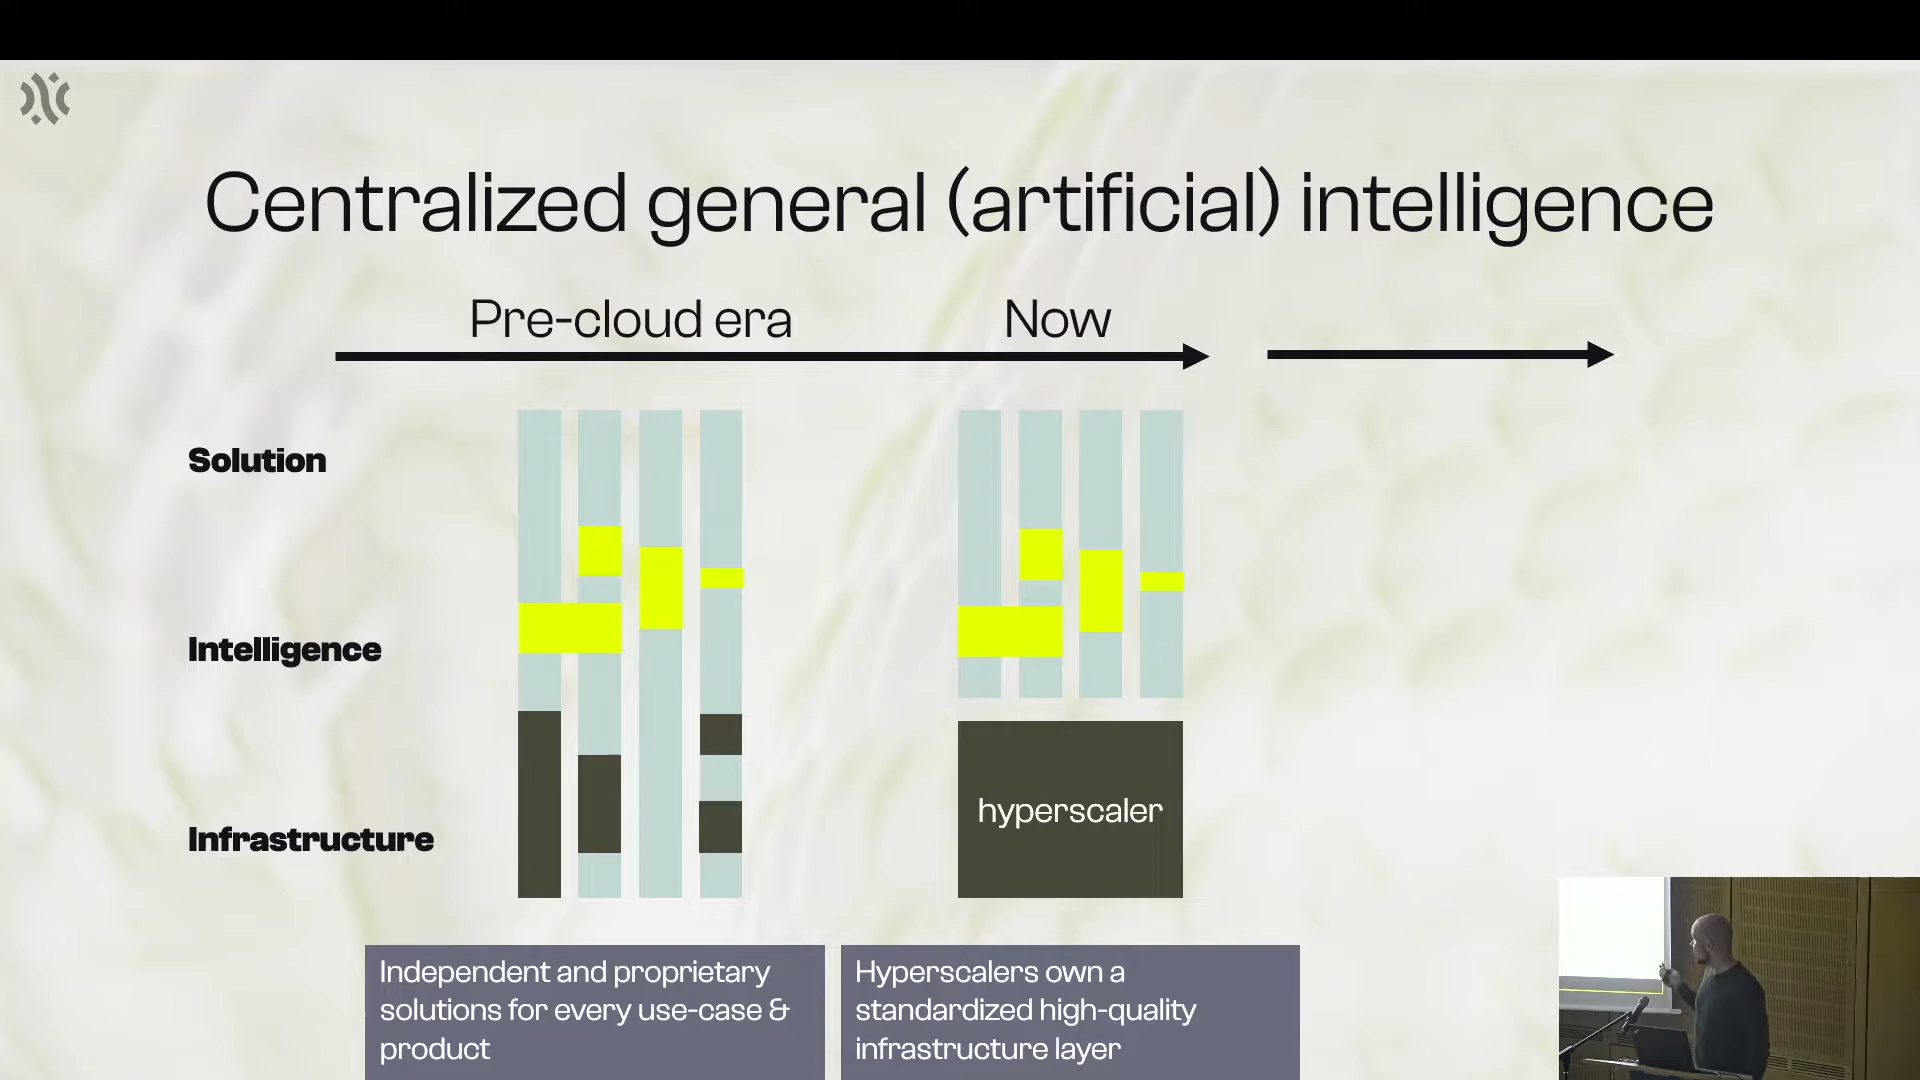 Centralized general (artificial) intelligence
Pre-cloud era
Now
Solution
Intelligence
Infrastructure
hyperscaler
Independent and proprietary
solutions for every use-case &
product
Hyperscalers own a
standardized high-quality
infrastructure layer